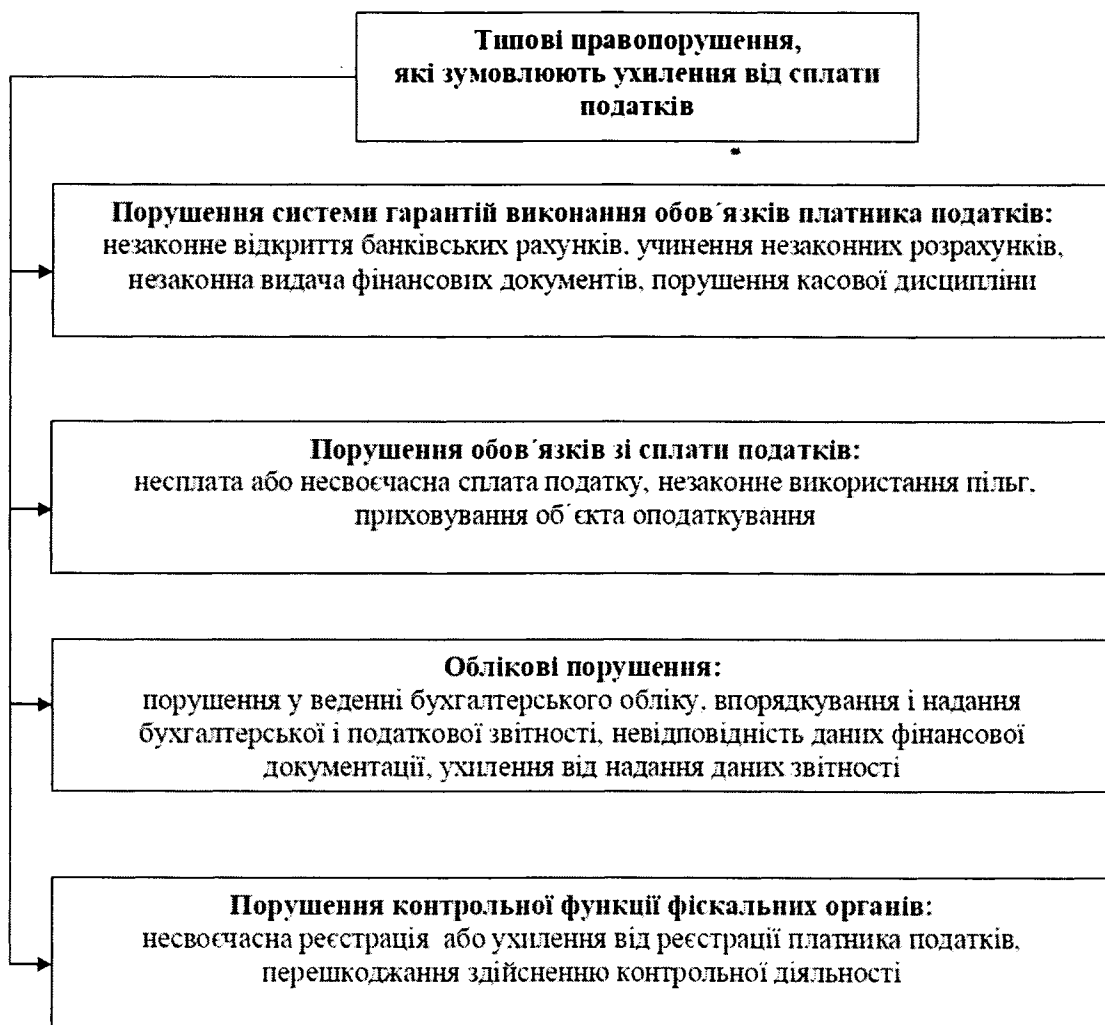 Типові правопорушення,
які зумовлюють ухилення від сплати
податків
Порушення системи гарантій виконання обов´язків платника податків:
незаконне відкриття банківських рахунків. учинення незаконних розрахунків,
незаконна видача фінансових документів, порушення касової дисципліни
Порушення обов´язків зі сплати податків:
несплата або несвоєчасна сплата податку, незаконне використання пільг.
приховування об´єкта оподаткування
Облікові порушення:
порушення у веденні бухгалтерського обліку. впорядкування і надання
бухгалтерської і податкової звітності, невідповідність даних фінансової
документації, ухилення від надання даних звітності
Порушення контрольної функції фіскальних органів:
несвоєчасна реєстрація або ухилення від реєстрації платника податків,
перешкоджання здійсненню контрольної діяльності